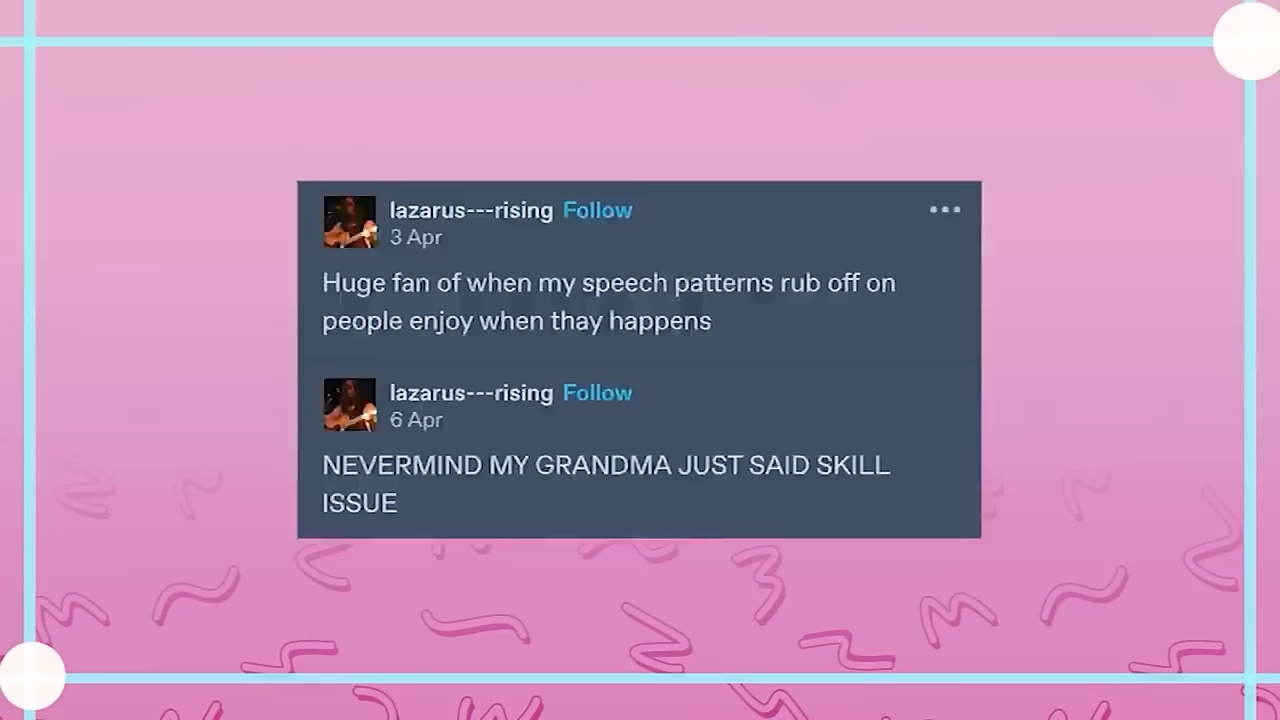 lazarus---rising Follow
3 Apr
Huge fan of when my speech patterns rub off on
people enjoy when thay happens
lazarus---rising Follow
6 Apr
NEVERMIND MY GRANDMA JUST SAID SKILL
ISSUE